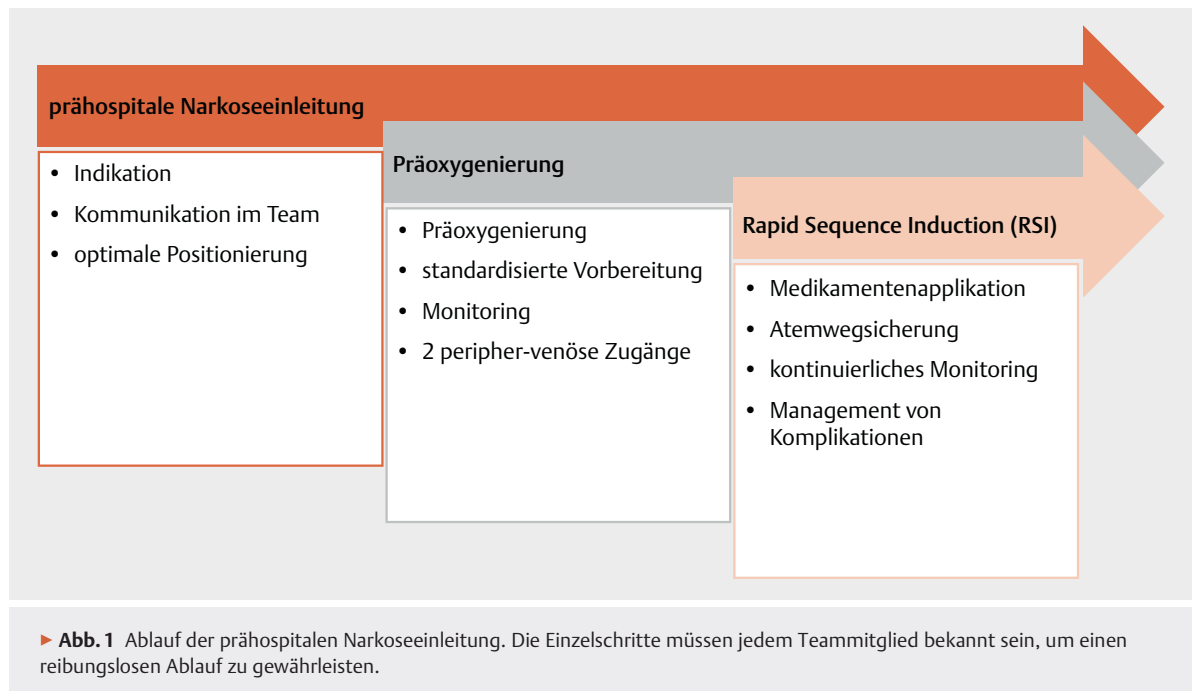 prähospitale Narkoseeinleitung
• Indikation
• Kommunikation im Team
• optimale Positionierung
Präoxygenierung
• Präoxygenierung
• standardisierte Vorbereitung
• Monitoring
• 2 peripher-venöse Zugänge
Rapid Sequence Induction (RSI)
• Medikamentenapplikation
• Atemwegsicherung
• kontinuierliches Monitoring
• Management von
Komplikationen
▶ Abb. 1 Ablauf der prähospitalen Narkoseeinleitung. Die Einzelschritte müssen jedem Teammitglied bekannt sein, um einen
reibungslosen Ablauf zu gewährleisten.